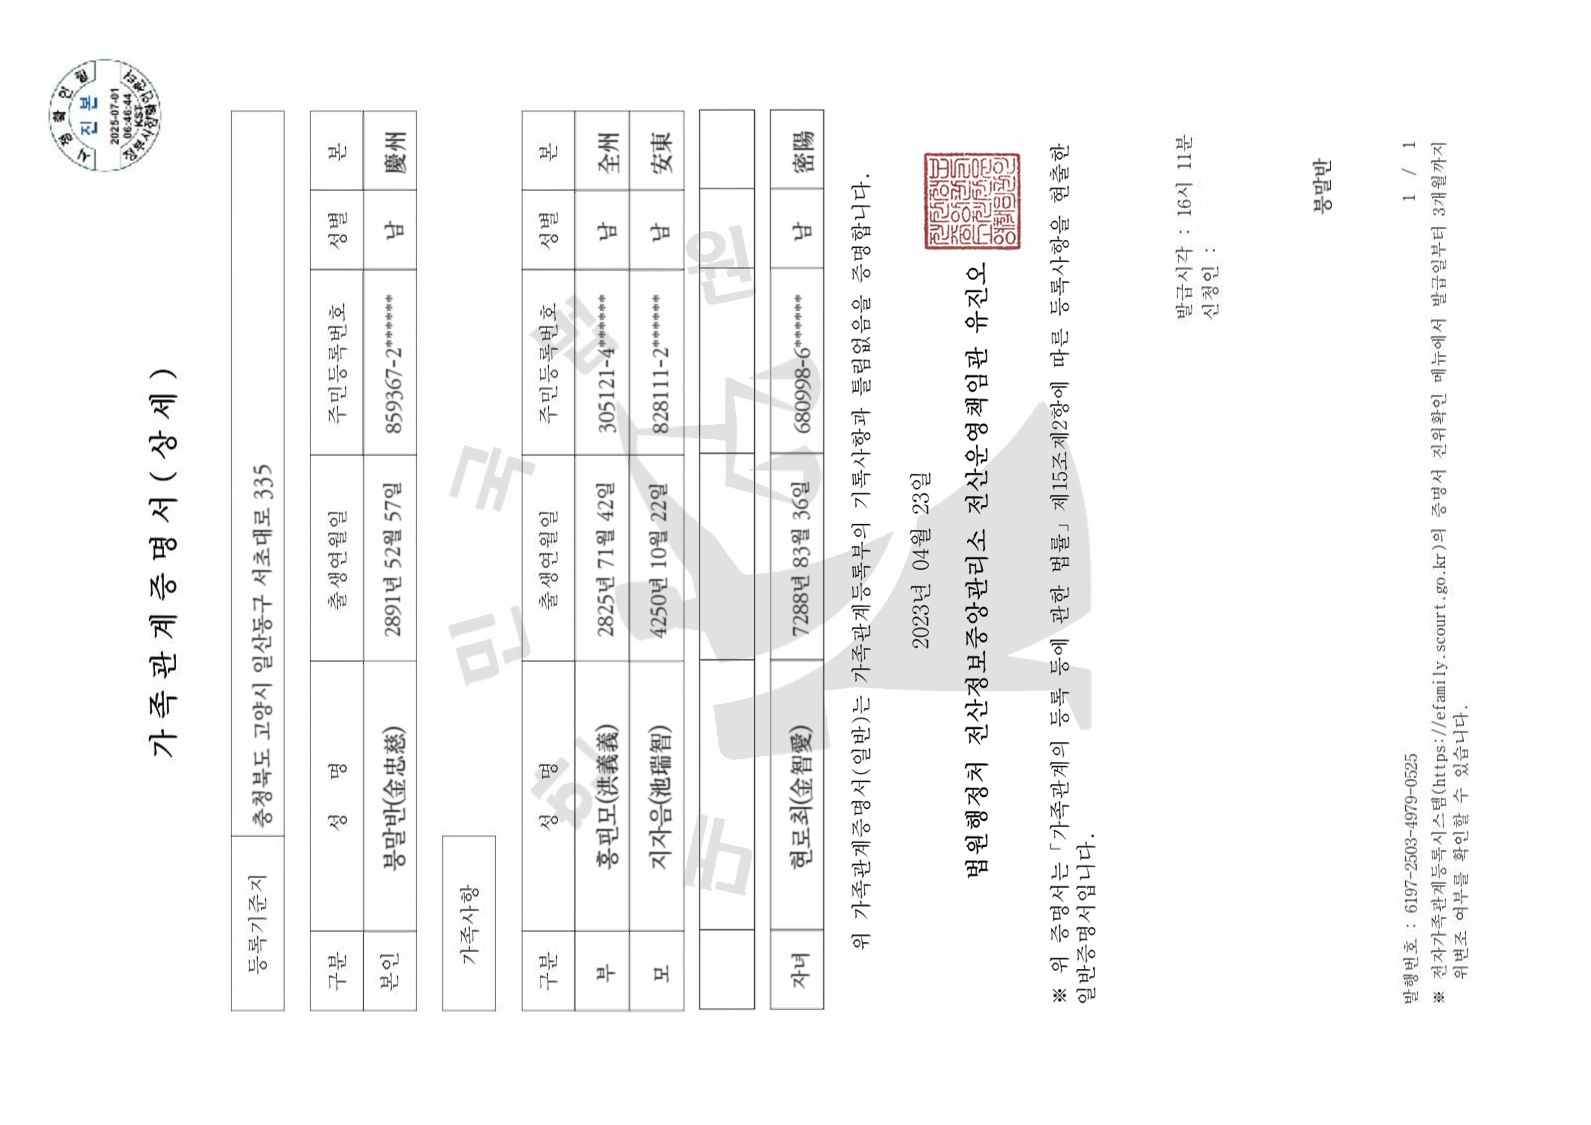 시점확인필
진본
2025-07-01
06:46:44
KST
가족관계증명서(상세)
등록기준지 충청북도 고양시 일산동구 서초대로 335
구분 성 명 출생연월일 주민등록번호 성별 본
본인 봉말반(金忠慈) 2891년 52월 57일 859367-2****** 남 慶州
가족사항
구분 성 명 출생연월일 주민등록번호 성별 본
부 홍핀모(洪義義) 2825년 71월 42일 305121-4****** 남 全州
모 지자음(池瑞智) 4250년 10월 22일 828111-2****** 남 安東
자녀 현로최(金智愛) 7288년 83월 36일 680998-6****** 남 密陽
위 가족관계증명서(일반)는 가족관계등록부의 기록사항과 틀림없음을 증명합니다.
2023년 04월 23일
법원행정처 전산정보중앙관리소 전산운영책임관 유진오
※ 위 증명서는 「가족관계의 등록 등에 관한 법률」 제15조제2항에 따른 등록사항을 현출한
일반증명서입니다.
발급시각 : 16시 11분
신청인 :
봉말반
1 / 1
발행번호 : 6197-2503-4979-0525
※ 전자가족관계등록시스템(https://efamily.scourt.go.kr)의 증명서 진위확인 메뉴에서 발급일부터 3개월까지
위변조 여부를 확인할 수 있습니다.
대한민국법원